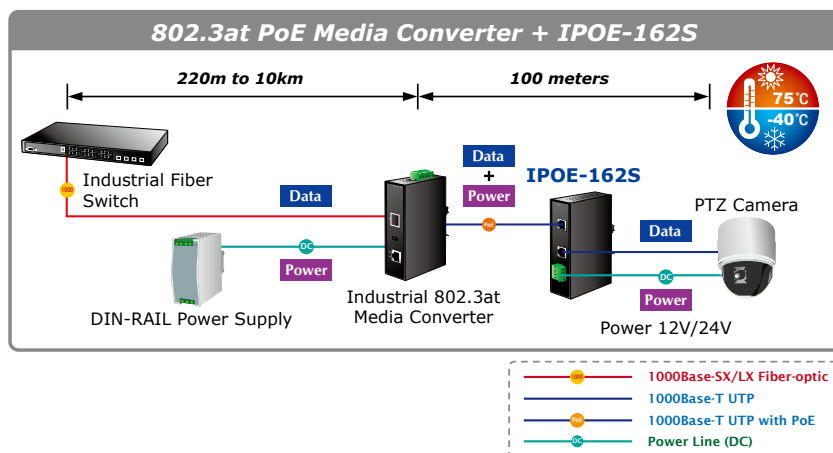 802.3at PoE Media Converter + IPOE-162S
220m to 10km
100 meters
75°C
-40°C
Industrial Fiber
Switch
1000
Data
Data
+
Power
IPOE-162S
PTZ Camera
PoE
Data
DC
Power
DC
Power
DIN-RAIL Power Supply
Industrial 802.3at
Media Converter
Power 12V/24V
1000
1000Base-SX/LX Fiber-optic
1000Base-T UTP
PoE
1000Base-T UTP with PoE
DC
Power Line (DC)